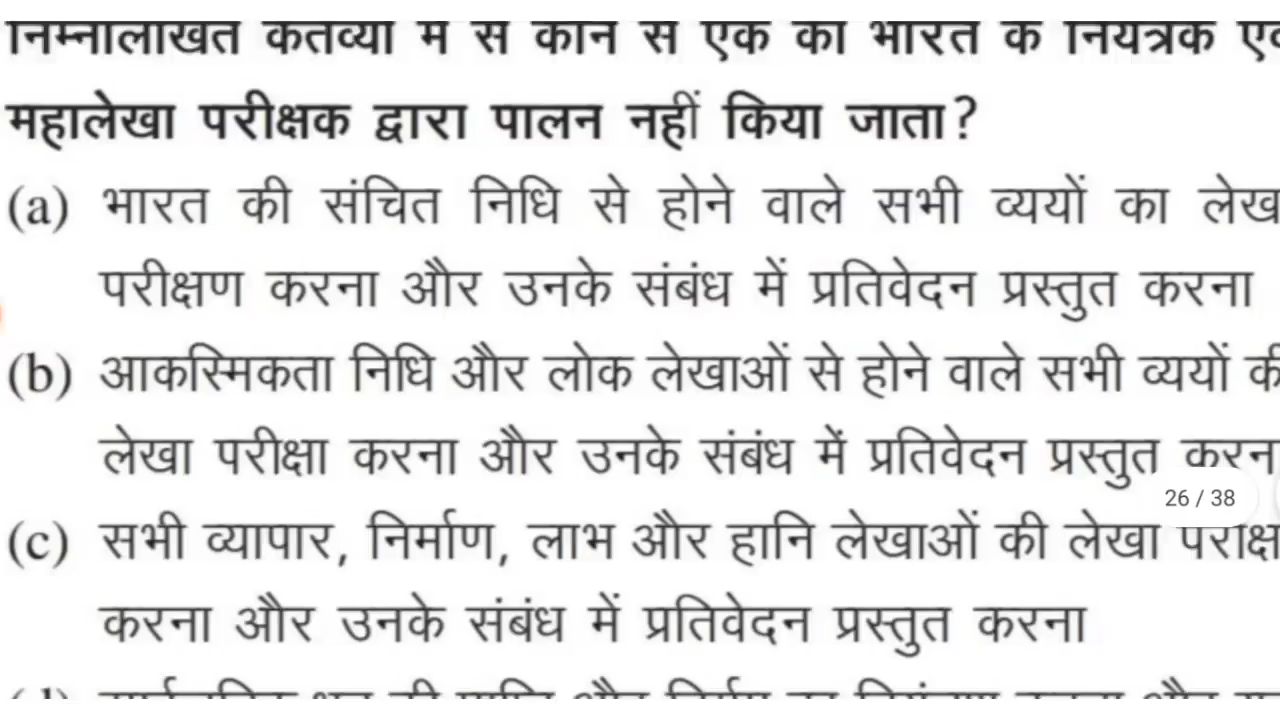 निम्नलिखित कर्तव्यों में से कौन से एक का भारत के नियंत्रक
महालेखा परीक्षक द्वारा पालन नहीं किया जाता?
(a) भारत की संचित निधि से होने वाले सभी व्ययों का लेख
परीक्षण करना और उनके संबंध में प्रतिवेदन प्रस्तुत करना
(b) आकस्मिकता निधि और लोक लेखाओं से होने वाले सभी व्ययों की
लेखा परीक्षा करना और उनके संबंध में प्रतिवेदन प्रस्तुत करन
26 / 38
(c) सभी व्यापार, निर्माण, लाभ और हानि लेखाओं की लेखा परीक्ष
करना और उनके संबंध में प्रतिवेदन प्रस्तुत करना